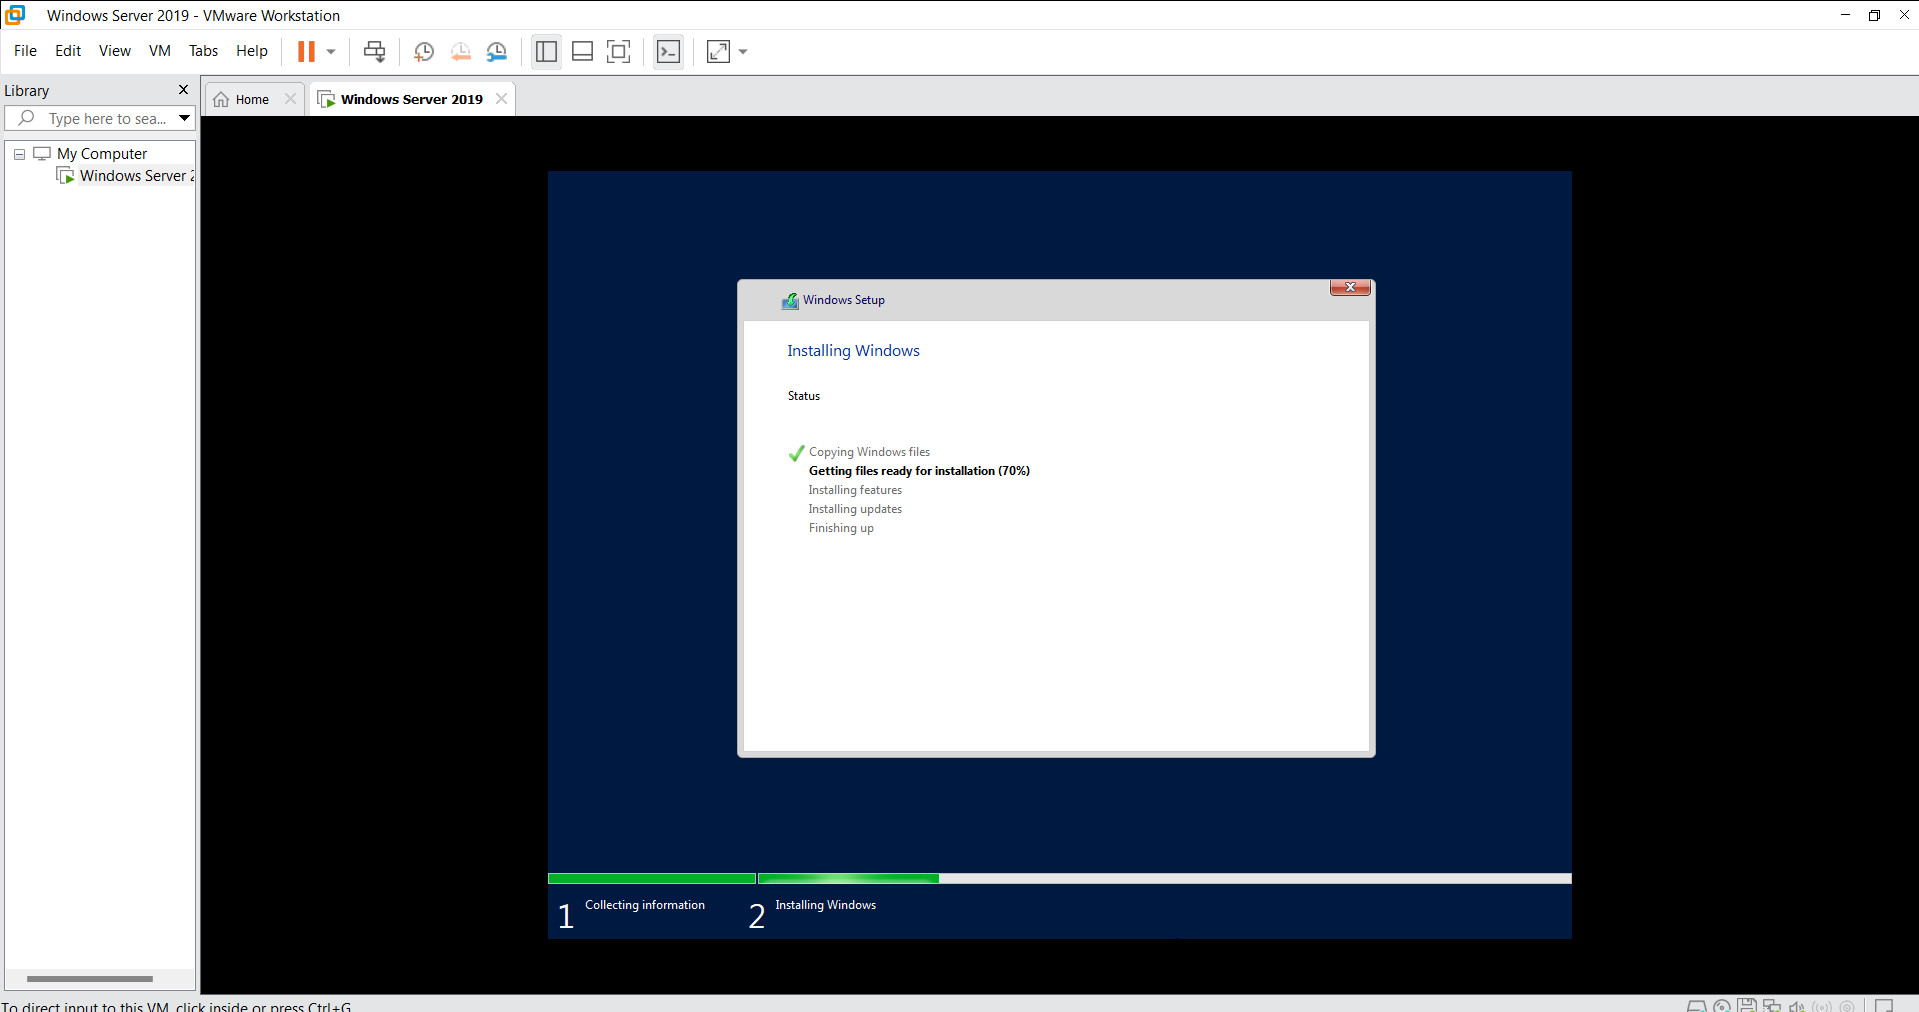 Windows Server 2019 - VMware Workstation
File Edit View VM Tabs Help
Library
Home
Windows Server 2019
Type here to sea...
My Computer
Windows Server 2
Windows Setup
Installing Windows
Status
Copying Windows files
Getting files ready for installation (70%)
Installing features
Installing updates
Finishing up
1 Collecting information
2 Installing Windows
To direct input to this VM, click inside or press Ctrl+G.